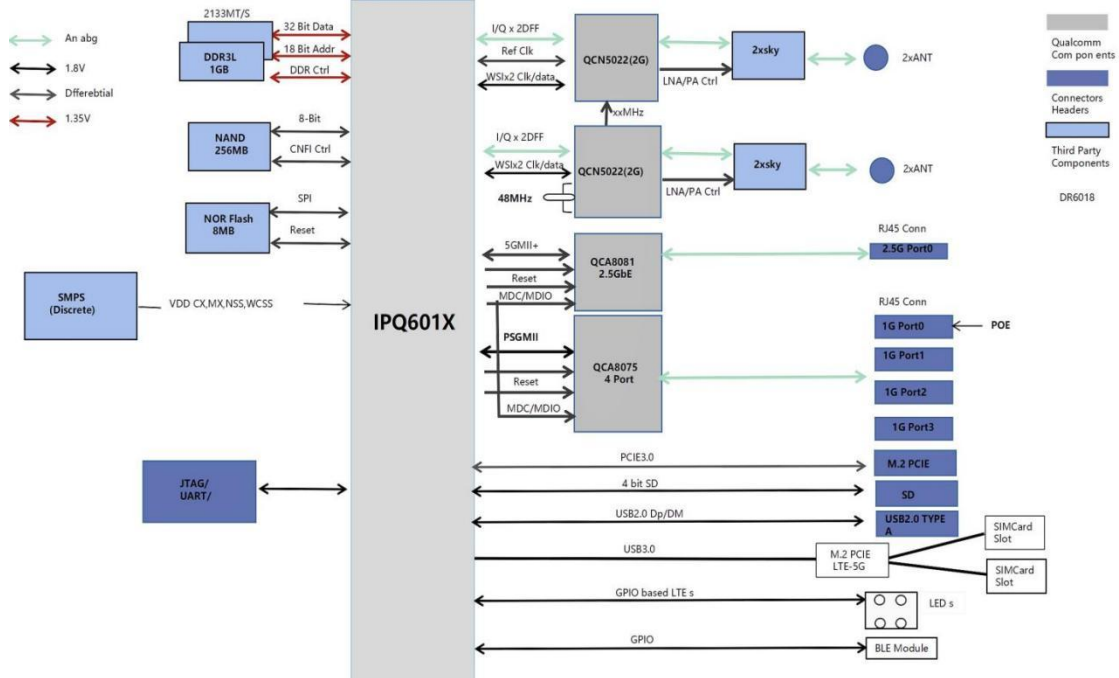 An abg
1.8V
Dfferebtial
1.35V
2133MT/S
DDR3L
1GB
32 Bit Data
18 Bit Addr
DDR Ctrl
NAND
256MB
8-Bit
CNFI Ctrl
NOR Flash
8MB
SPI
Reset
SMPS
(Discrete)
VDD CX,MX,NSS,WCSS
JTAG/
UART/
IPQ601X
I/Q x 2DFF
Ref Clk
WSIx2 Clk/data
QCN5022(2G)
LNA/PA Ctrl
2xsky
2xANT
xxMHz
I/Q x 2DFF
WSIx2 Clk/data
48MHz
QCN5022(2G)
LNA/PA Ctrl
2xsky
2xANT
5GMII+
Reset
MDC/MDIO
QCA8081
2.5GbE
RJ45 Conn
2.5G Port0
PSGMII
Reset
MDC/MDIO
QCA8075
4 Port
RJ45 Conn
1G Port0
POE
1G Port1
1G Port2
1G Port3
PCIE3.0
M.2 PCIE
4 bit SD
SD
USB2.0 Dp/DM
USB2.0 TYPE
A
USB3.0
M.2 PCIE
LTE-5G
SIMCard
Slot
SIMCard
Slot
GPIO based LTE s
LED s
GPIO
BLE Module
Qualcomm
Com pon ents
Connectors
Headers
Third Party
Components
DR6018